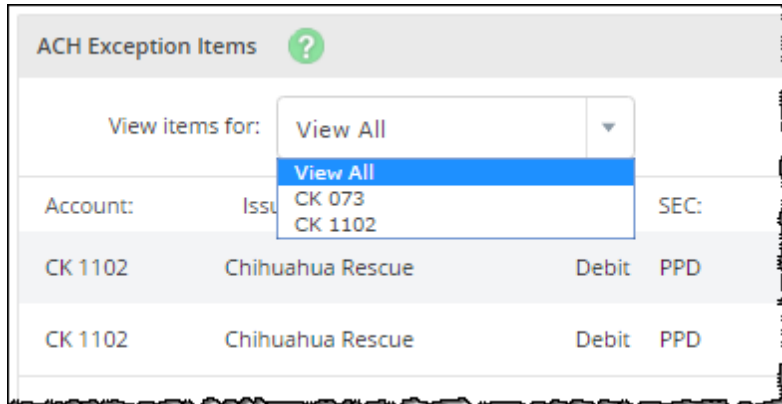 ACH Exception Items ?
View items for: View All
View All
CK 073
CK 1102
Account: SEC:
CK 1102 Chihuahua Rescue Debit PPD
CK 1102 Chihuahua Rescue Debit PPD